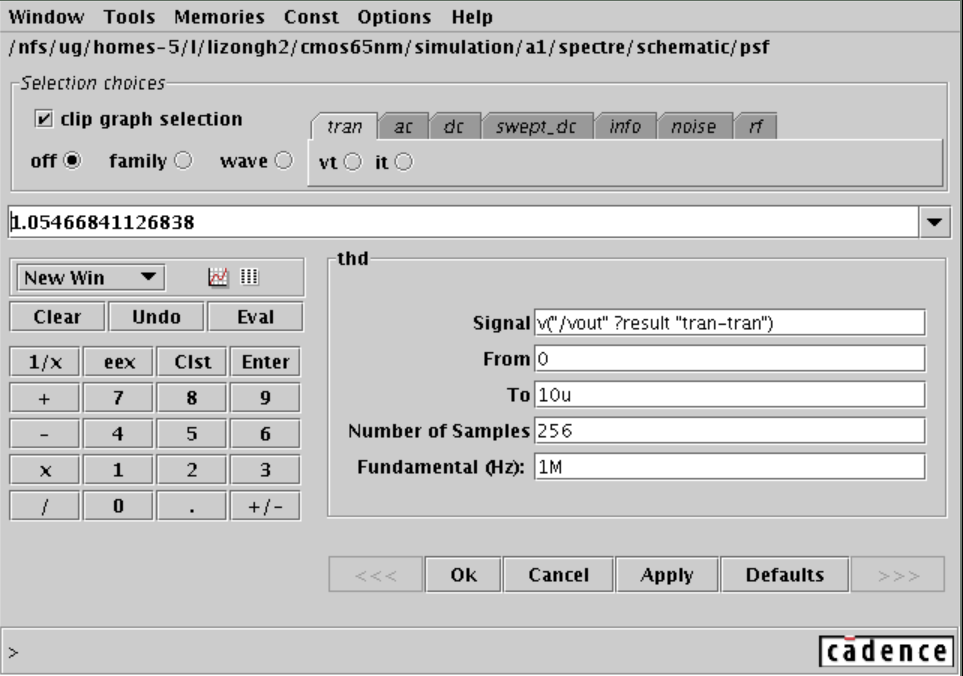 Window Tools Memories Const Options Help
/nfs/ug/homes-5/l/lizongh2/cmos65nm/simulation/a1/spectre/schematic/psf
Selection choices
clip graph selection
tran ac dc swept_dc info noise rf
off family wave vt it
1.05466841126838
New Win
thd
Clear Undo Eval
Signal v("/vout" ?result "tran-tran")
1/x eex Clst Enter
From 0
+ 7 8 9
To 10u
- 4 5 6
Number of Samples 256
x 1 2 3
Fundamental (Hz): 1M
/ 0 . +/-
<<< Ok Cancel Apply Defaults >>>
>
cādence